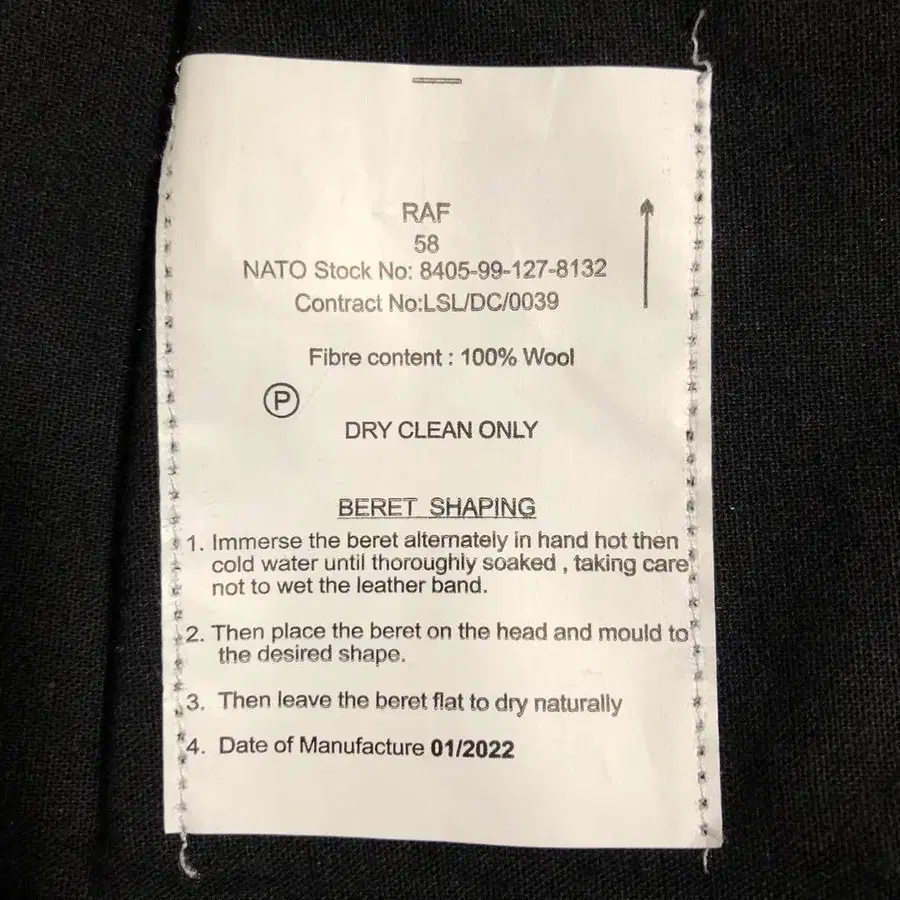 RAF
58
NATO Stock No: 8405-99-127-8132
Contract No:LSL/DC/0039
Fibre content : 100% Wool
P
DRY CLEAN ONLY
BERET SHAPING
1. Immerse the beret alternately in hand hot then
cold water until thoroughly soaked , taking care
not to wet the leather band.
2. Then place the beret on the head and mould to
the desired shape.
3. Then leave the beret flat to dry naturally
4. Date of Manufacture 01/2022